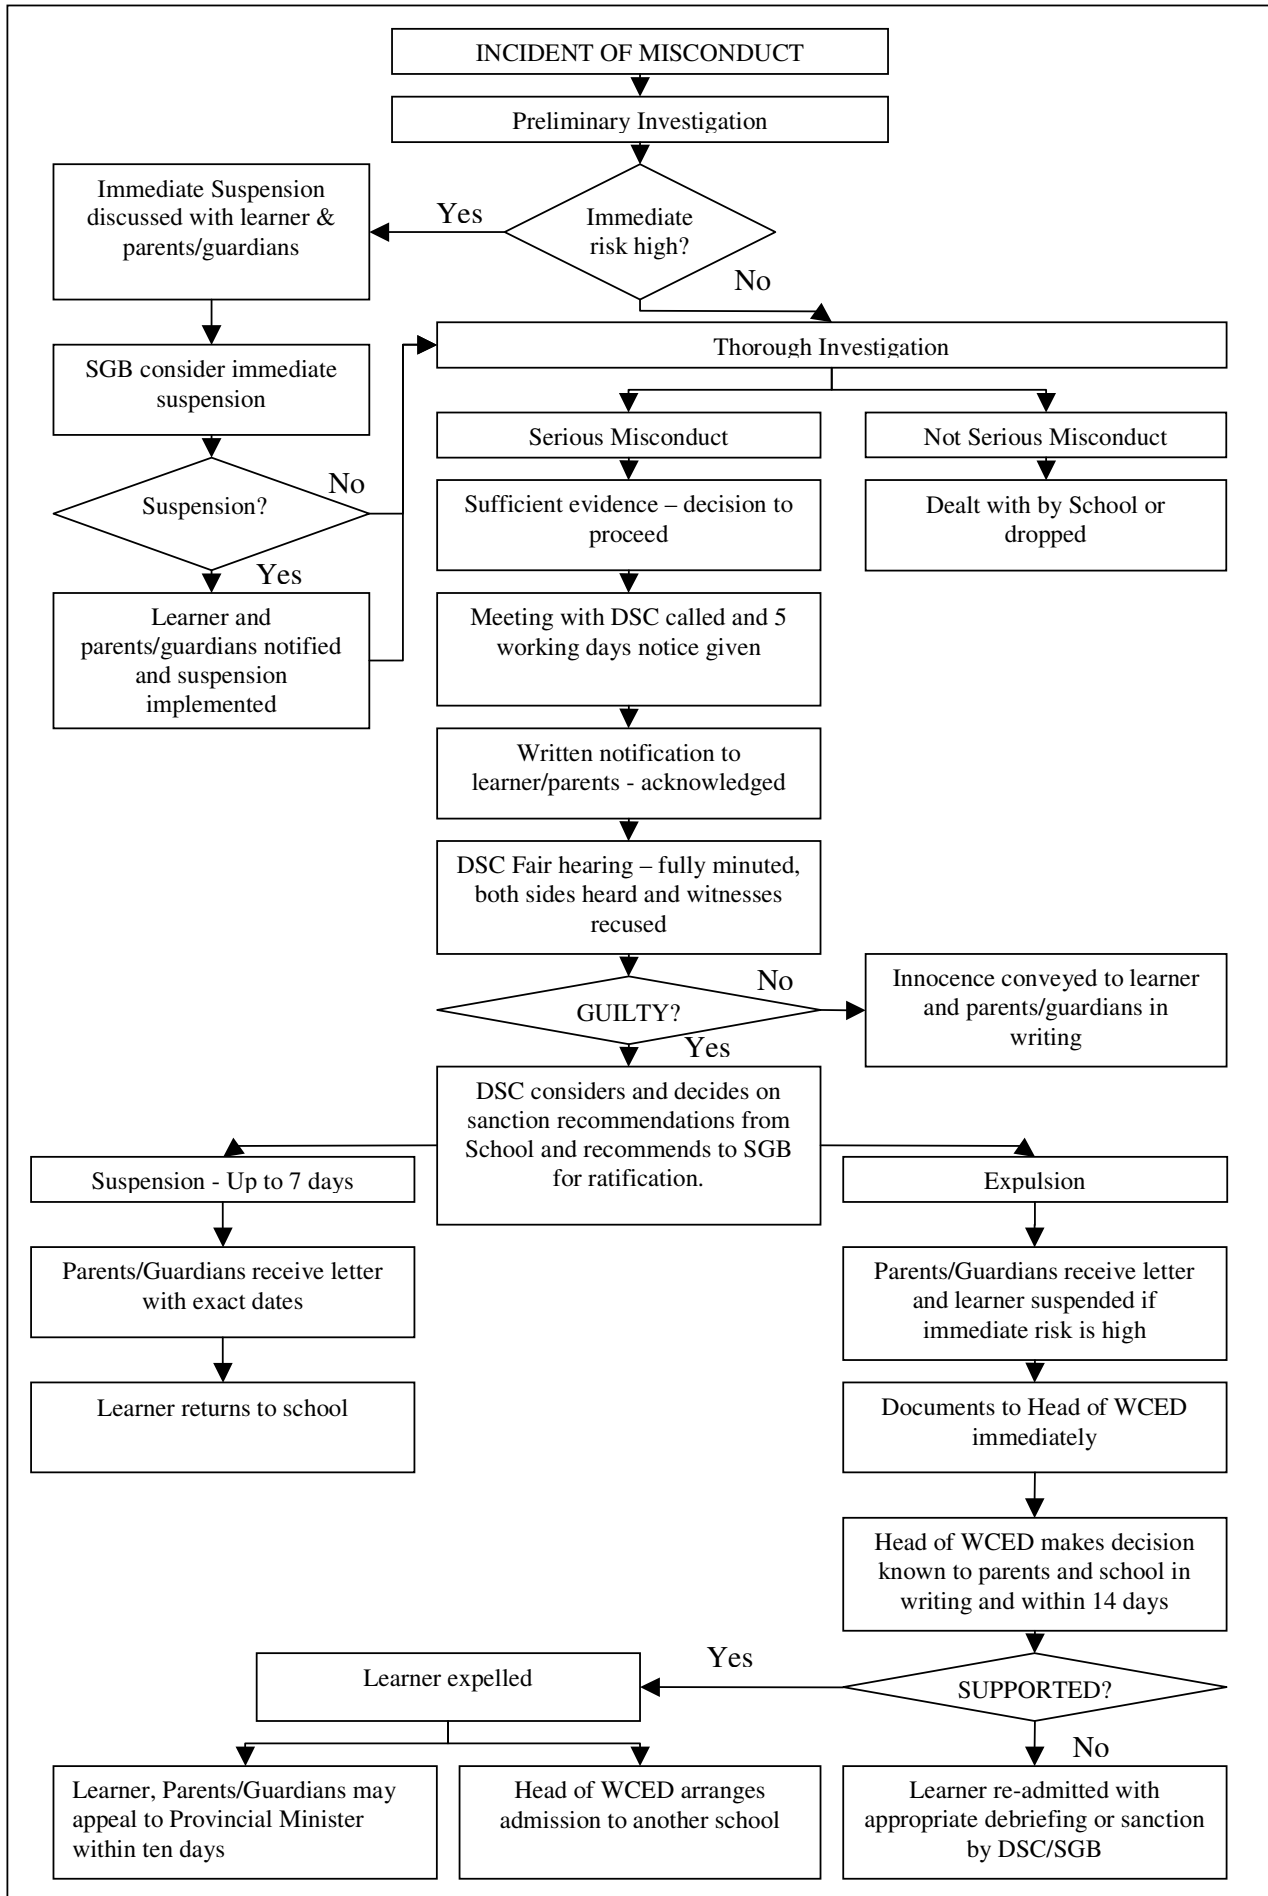 INCIDENT OF MISCONDUCT
Preliminary Investigation
Immediate Suspension
discussed with learner &
parents/guardians
Yes
Immediate
risk high?
No
Thorough Investigation
SGB consider immediate
suspension
Serious Misconduct
Not Serious Misconduct
Suspension?
No
Yes
Sufficient evidence – decision to
proceed
Dealt with by School or
dropped
Learner and
parents/guardians notified
and suspension
implemented
Meeting with DSC called and 5
working days notice given
Written notification to
learner/parents - acknowledged
DSC Fair hearing – fully minuted,
both sides heard and witnesses
recused
GUILTY?
No
Innocence conveyed to learner
and parents/guardians in
writing
Yes
DSC considers and decides on
sanction recommendations from
School and recommends to SGB
for ratification.
Suspension - Up to 7 days
Expulsion
Parents/Guardians receive letter
with exact dates
Parents/Guardians receive letter
and learner suspended if
immediate risk is high
Learner returns to school
Documents to Head of WCED
immediately
Head of WCED makes decision
known to parents and school in
writing and within 14 days
Learner expelled
Yes
SUPPORTED?
No
Learner, Parents/Guardians may
appeal to Provincial Minister
within ten days
Head of WCED arranges
admission to another school
Learner re-admitted with
appropriate debriefing or sanction
by DSC/SGB